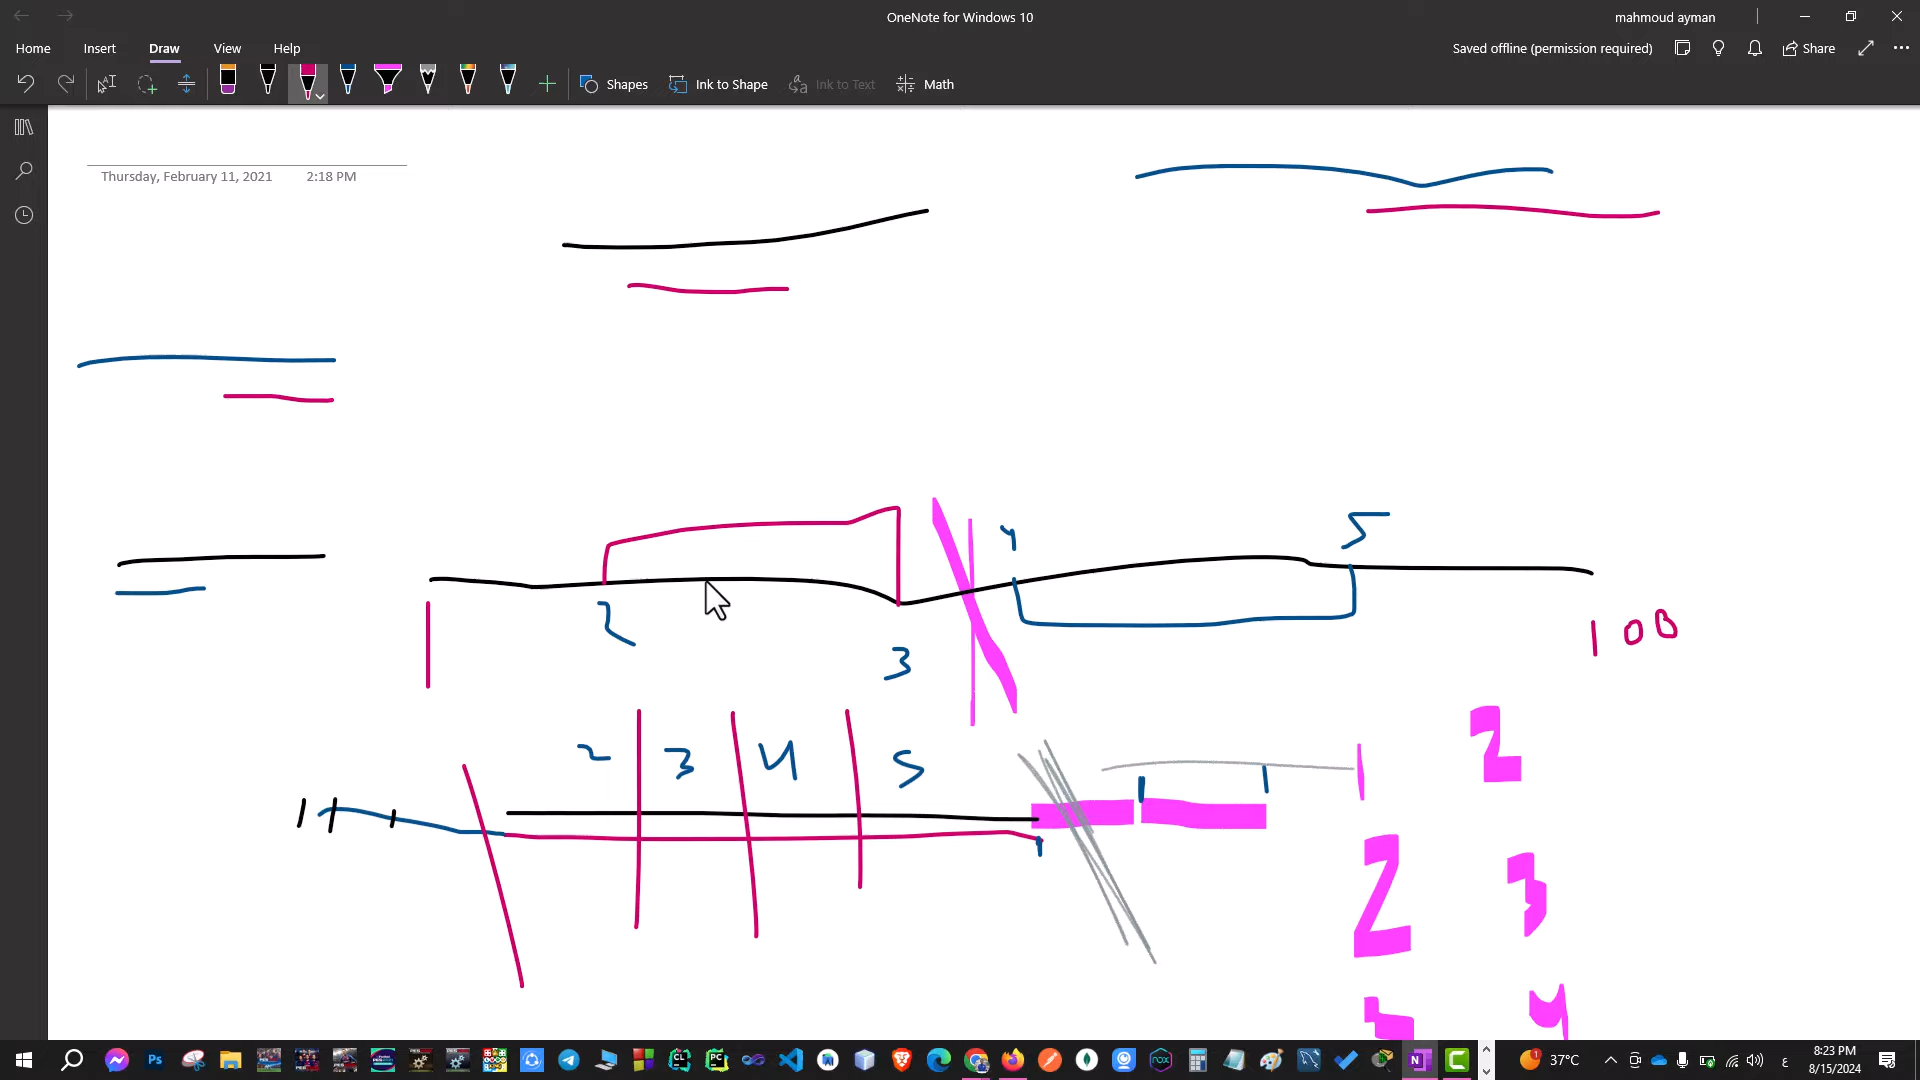 OneNote for Windows 10
mahmoud ayman
Home Insert Draw View Help
Saved offline (permission required)
Share
Shapes
Ink to Shape
Ink to Text
Math
Thursday, February 11, 2021 2:18 PM
4 5
2 3
100
2 3 4 5
1 2
2 3
4
37°C
ع
8:23 PM
8/15/2024